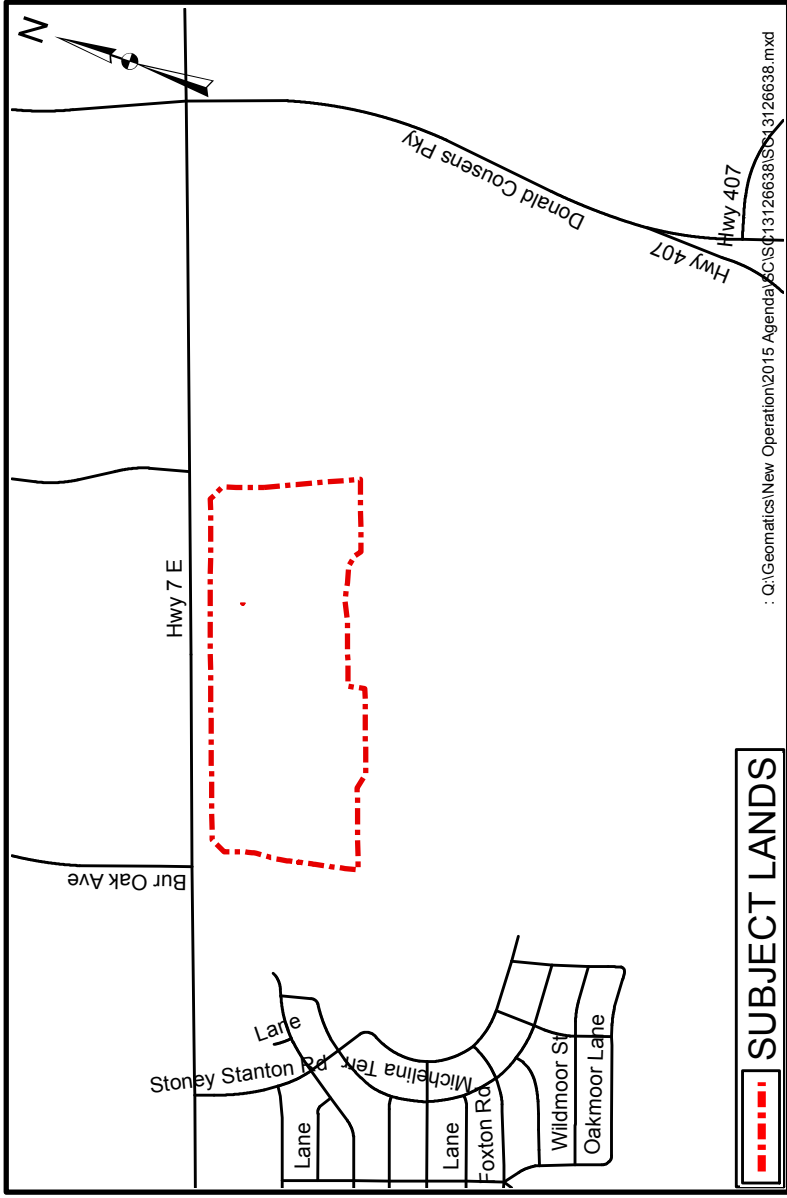 N
Hwy 7 E
Donald Cousens Pky
Hwy 407
Hwy 407
Bur Oak Ave
Lane
Stoney Stanton Rd
Michelina Terr
Lane
Lane
Foxton Rd
Wildmoor St
Oakmoor Lane
SUBJECT LANDS
: Q:\Geomatics\New Operation\2015 Agenda\SC\SC13126638\SC13126638.mxd